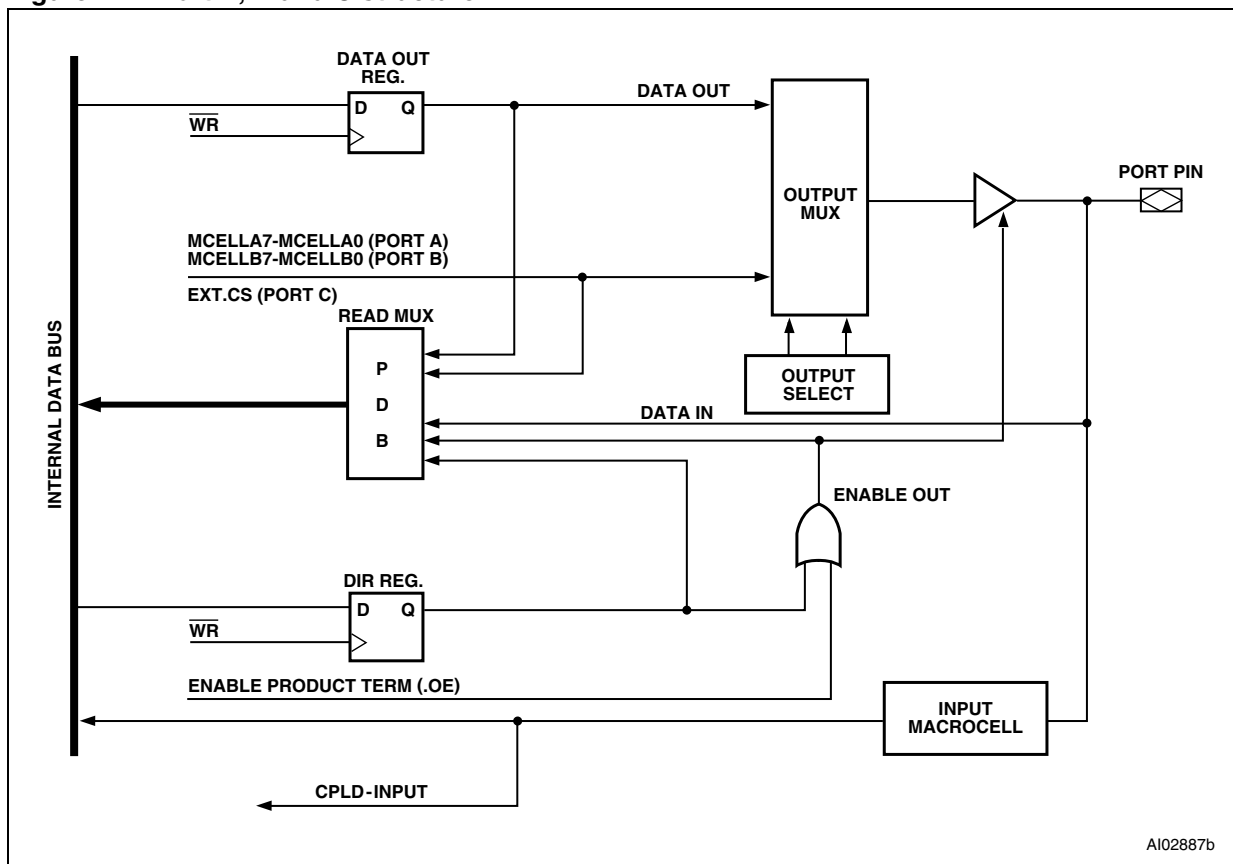 DATA OUT
REG.
D Q
WR
DATA OUT
OUTPUT
MUX
PORT PIN
MCELLA7-MCELLA0 (PORT A)
MCELLB7-MCELLB0 (PORT B)
EXT.CS (PORT C)
READ MUX
P
D
B
OUTPUT
SELECT
DATA IN
INTERNAL DATA BUS
ENABLE OUT
DIR REG.
D Q
WR
ENABLE PRODUCT TERM (.OE)
INPUT
MACROCELL
CPLD-INPUT
AI02887b